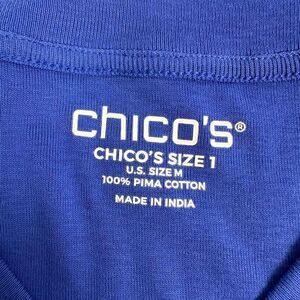 chico's®
CHICO'S SIZE 1
U.S. SIZE M
100% PIMA COTTON
MADE IN INDIA